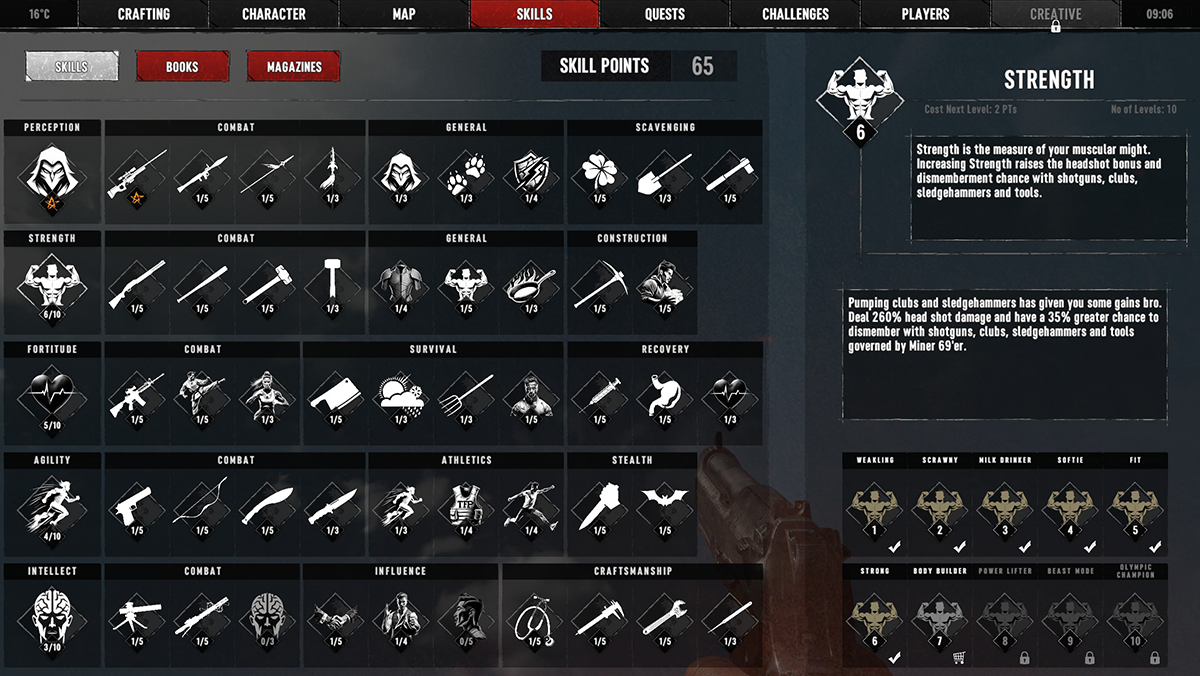 16°C
CRAFTING
CHARACTER
MAP
SKILLS
QUESTS
CHALLENGES
PLAYERS
CREATIVE
09:06
SKILLS
BOOKS
MAGAZINES
SKILL POINTS 65
PERCEPTION
COMBAT
GENERAL
SCAVENGING
1/5 1/5 1/3
1/3 1/3 1/4
1/5 1/3 1/5
STRENGTH
COMBAT
GENERAL
CONSTRUCTION
6/10
1/5 1/5 1/5 1/3
1/4 1/5 1/3
1/5 1/5
FORTITUDE
COMBAT
SURVIVAL
RECOVERY
5/10
1/5 1/5 1/3
1/5 1/5 1/3 1/5
1/5 1/5 1/3
AGILITY
COMBAT
ATHLETICS
STEALTH
4/10
1/5 1/5 1/5 1/3
1/3 1/4 1/4
1/5 1/5
INTELLECT
COMBAT
INFLUENCE
CRAFTSMANSHIP
3/10
1/5 1/5 0/3
1/5 1/4 0/5
1/5 1/5 1/5 1/3
6
STRENGTH
Cost Next Level: 2 PTs
No of Levels: 10
Strength is the measure of your muscular might.
Increasing Strength raises the headshot bonus and
dismemberment chance with shotguns, clubs,
sledgehammers and tools.
Pumping clubs and sledgehammers has given you some gains bro.
Deal 260% head shot damage and have a 35% greater chance to
dismember with shotguns, clubs, sledgehammers and tools
governed by Miner 69'er.
WEAKLING
SCRAWNY
MILK DRINKER
SOFTIE
FIT
1 2 3 4 5
STRONG
BODY BUILDER
POWER LIFTER
BEAST MODE
OLYMPIC
CHAMPION
6 7 8 9 10